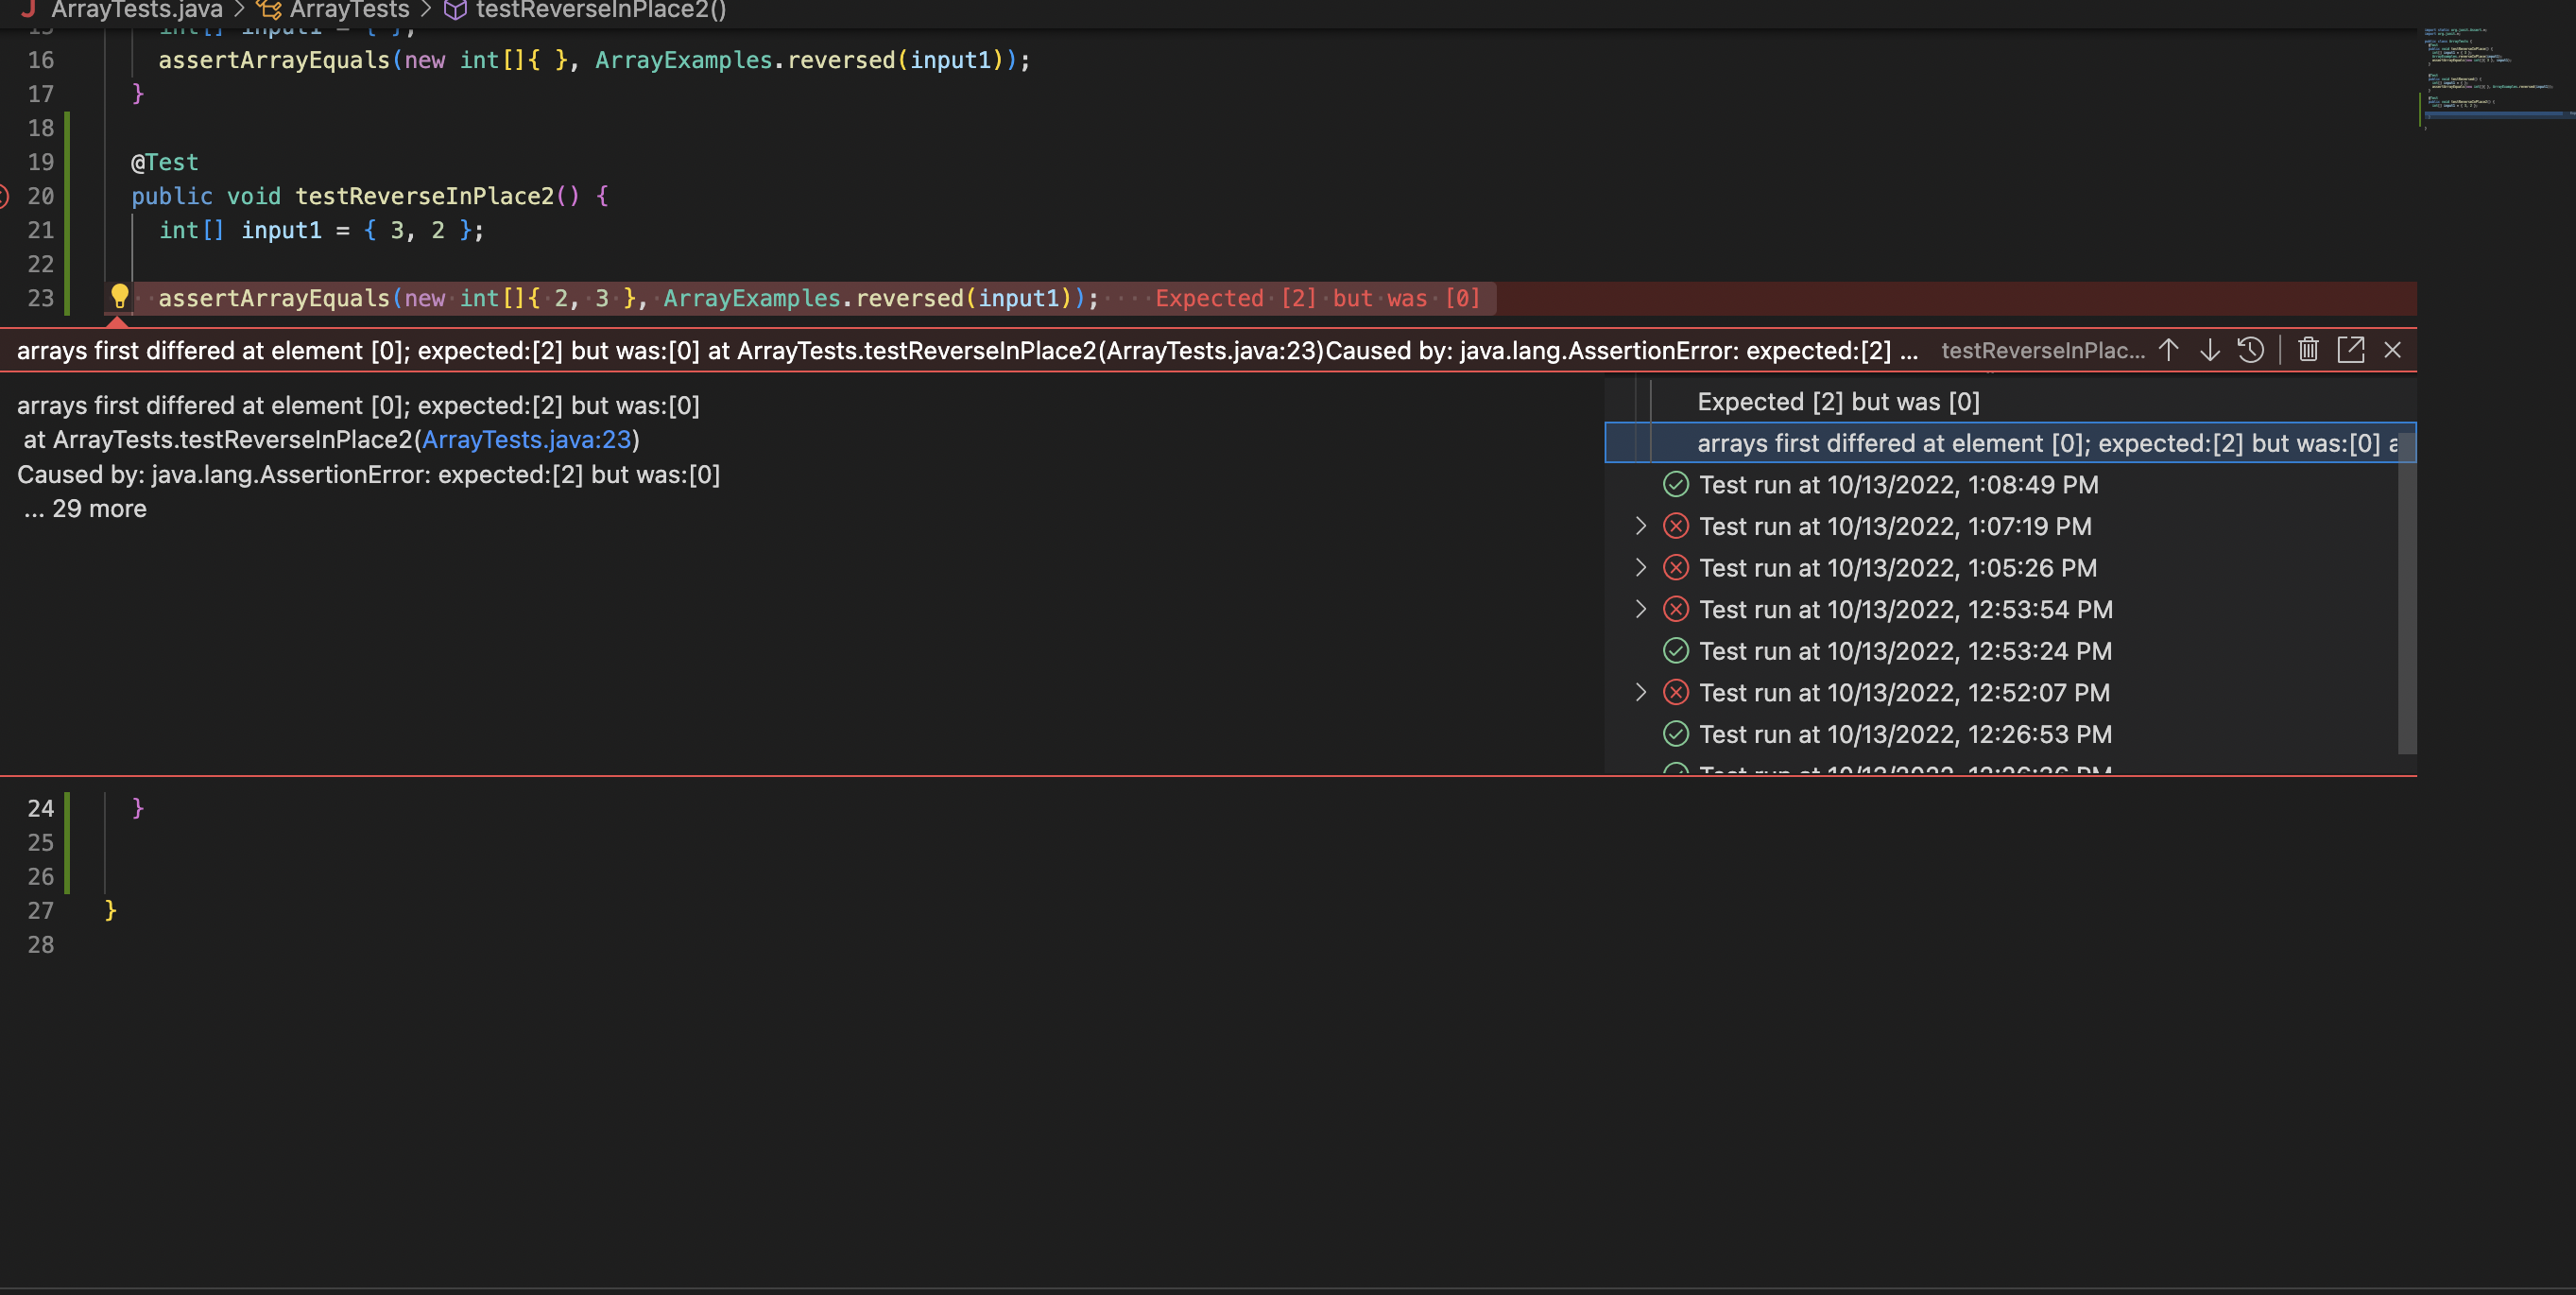 ArrayTests.java > ArrayTests > testReverseInPlace2()
15 int[] input1 = { };
16 assertArrayEquals(new int[]{ }, ArrayExamples.reversed(input1));
17 }
18
19 @Test
20 public void testReverseInPlace2() {
21 int[] input1 = { 3, 2 };
22
23 assertArrayEquals(new int[]{ 2, 3 }, ArrayExamples.reversed(input1)); Expected [2] but was [0]
arrays first differed at element [0]; expected:[2] but was:[0] at ArrayTests.testReverseInPlace2(ArrayTests.java:23)Caused by: java.lang.AssertionError: expected:[2] ... testReverseInPlac...
arrays first differed at element [0]; expected:[2] but was:[0]
at ArrayTests.testReverseInPlace2(ArrayTests.java:23)
Caused by: java.lang.AssertionError: expected:[2] but was:[0]
... 29 more
Expected [2] but was [0]
arrays first differed at element [0]; expected:[2] but was:[0] a
Test run at 10/13/2022, 1:08:49 PM
Test run at 10/13/2022, 1:07:19 PM
Test run at 10/13/2022, 1:05:26 PM
Test run at 10/13/2022, 12:53:54 PM
Test run at 10/13/2022, 12:53:24 PM
Test run at 10/13/2022, 12:52:07 PM
Test run at 10/13/2022, 12:26:53 PM
24 }
25
26
27 }
28